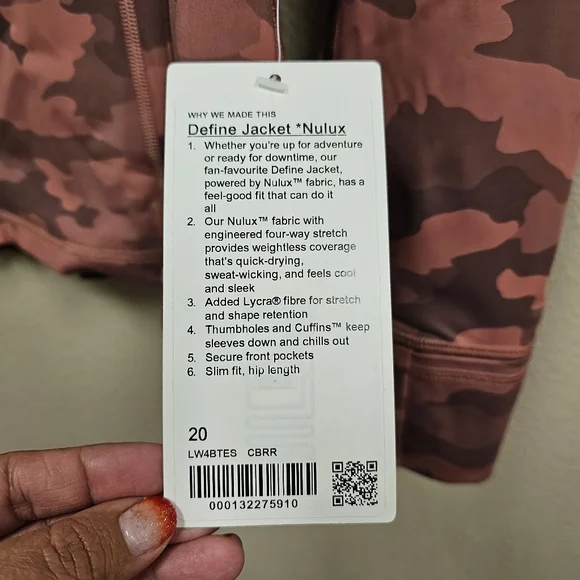 WHY WE MADE THIS
Define Jacket *Nulux
1. Whether you're up for adventure
or ready for downtime, our
fan-favourite Define Jacket,
powered by Nulux™ fabric, has a
feel-good fit that can do it
all
2. Our Nulux™ fabric with
engineered four-way stretch
provides weightless coverage
that's quick-drying,
sweat-wicking, and feels cool
and sleek
3. Added Lycra® fibre for stretch
and shape retention
4. Thumbholes and Cuffins™ keep
sleeves down and chills out
5. Secure front pockets
6. Slim fit, hip length
20
LW4BTES CBRR
000132275910